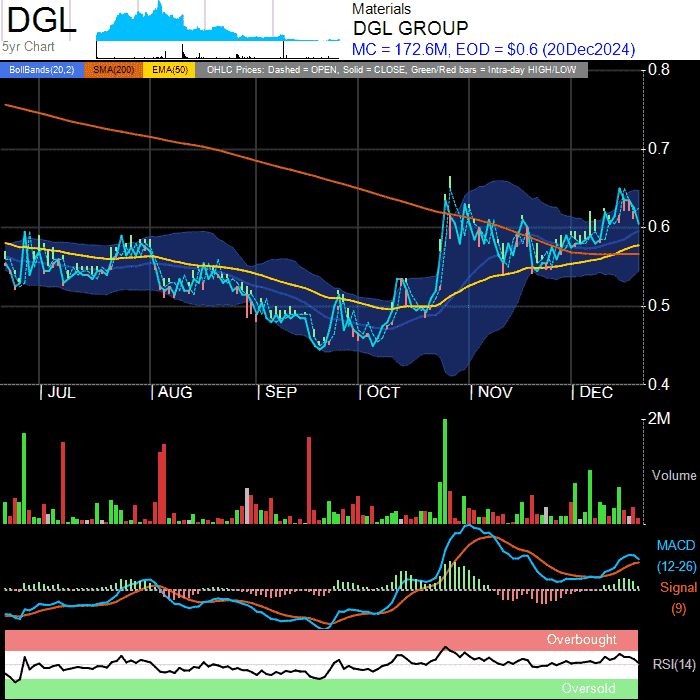 DGL
5yr Chart
Materials
DGL GROUP
MC = 172.6M, EOD = $0.6 (20Dec2024)
BollBands(20,2) SMA(200) EMA(50) OHLC Prices: Dashed = OPEN, Solid = CLOSE, Green/Red bars = Intra-day HIGH/LOW
0.8
0.7
0.6
0.5
0.4
JUL AUG SEP OCT NOV DEC
2M
Volume
MACD
(12-26)
Signal
(9)
Overbought
RSI(14)
Oversold